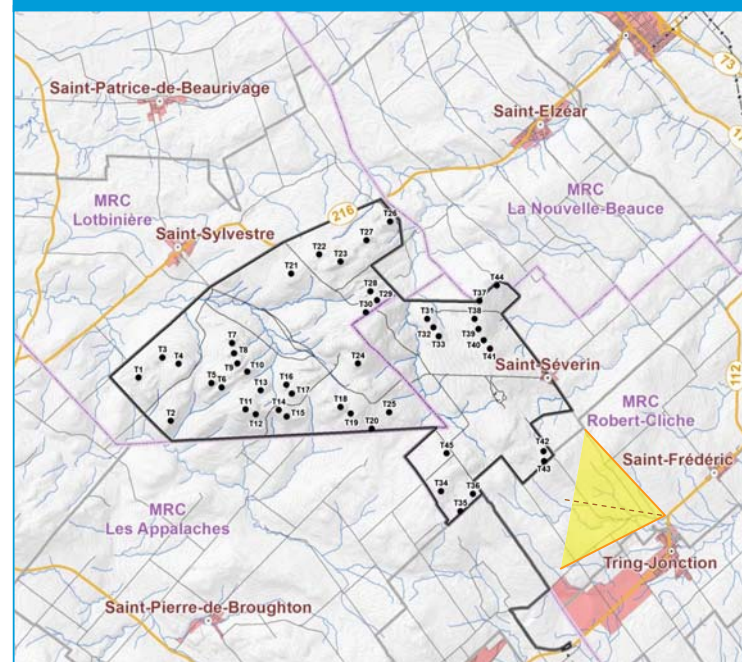 73
Saint-Patrice-de-Beaurivage
Saint-Elzéar
MRC
Lotbinière
MRC
La Nouvelle-Beauce
216
T26
Saint-Sylvestre
T27
T22
T23
T21
T44
T28
T29
T37
T30
T31
T38
T32
T39
T33
T7
T40
T8
T41
T3
T4
T9
T24
Saint-Séverin
T10
T1
T5
T6
T16
T13
T17
112
T11
T14
T18
T25
MRC
Robert-Cliche
T12
T15
T19
T2
T20
T42
T45
T43
Saint-Frédéric
T34
T36
MRC
Les Appalaches
T35
Tring-Jonction
Saint-Pierre-de-Broughton